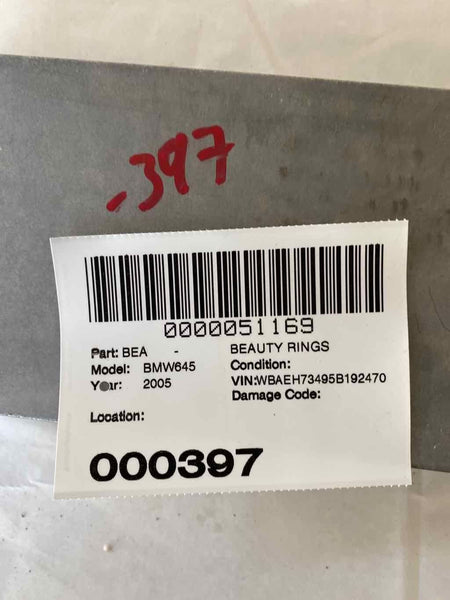 -397
0000051169
Part: BEA - BEAUTY RINGS
Model: BMW645 Condition:
Year: 2005 VIN:WBAEH73495B192470
Damage Code:
Location:
000397